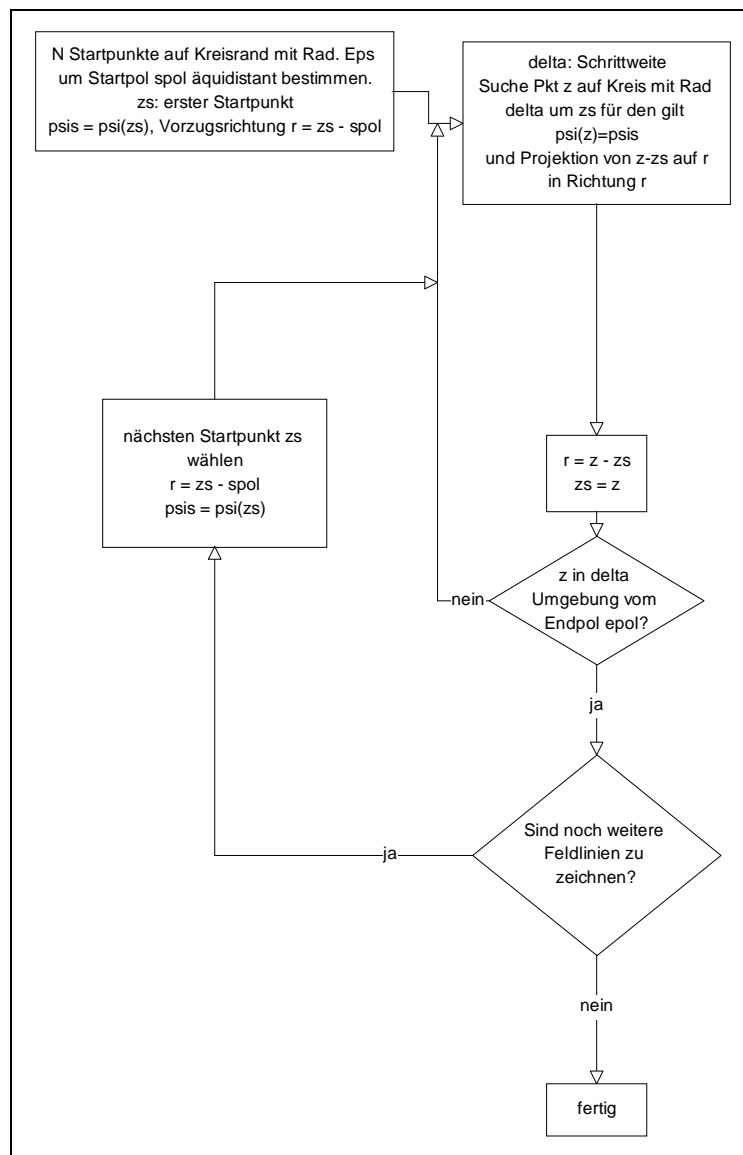 N Startpunkte auf Kreisrand mit Rad. Eps
um Startpol spol äquidistant bestimmen.
zs: erster Startpunkt
psis = psi(zs), Vorzugsrichtung r = zs - spol
delta: Schrittweite
Suche Pkt z auf Kreis mit Rad
delta um zs für den gilt
psi(z)=psis
und Projektion von z-zs auf r
in Richtung r
nächsten Startpunkt zs
wählen
r = zs - spol
psis = psi(zs)
r = z - zs
zs = z
z in delta
Umgebung vom
Endpol epol?
nein
ja
Sind noch weitere
Feldlinien zu
zeichnen?
ja
nein
fertig